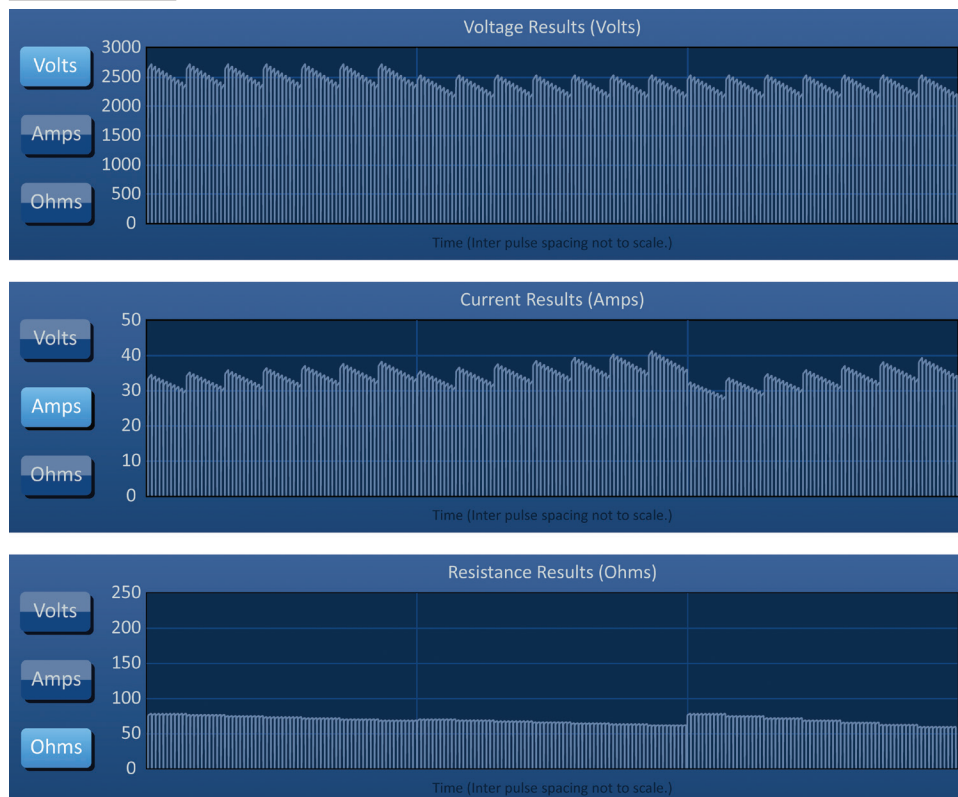 Voltage Results (Volts)
Volts
Amps
Ohms
3000
2500
2000
1500
1000
500
0
Time (Inter pulse spacing not to scale.)
Current Results (Amps)
Volts
Amps
Ohms
50
40
30
20
10
0
Time (Inter pulse spacing not to scale.)
Resistance Results (Ohms)
Volts
Amps
Ohms
250
200
150
100
50
0
Time (Inter pulse spacing not to scale.)